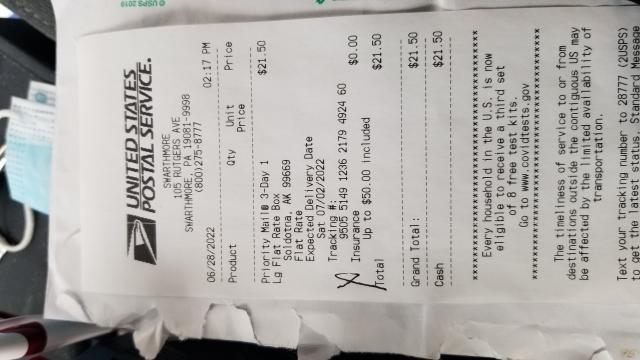 © USPS 2019
UNITED STATES
POSTAL SERVICE.
SWARTHMORE
105 RUTGERS AVE
SWARTHMORE, PA 19081-9998
(800)275-8777
06/28/2022 02:17 PM
Product Qty Unit Price
Price
Priority Mail® 3-Day 1 $21.50
Lg Flat Rate Box
Soldotna, AK 99669
Flat Rate
Expected Delivery Date
Sat 07/02/2022
Tracking #:
9505 5149 1236 2179 4924 60
Insurance $0.00
Up to $50.00 included
Total $21.50
Grand Total: $21.50
Cash $21.50
Every household in the U.S. is now
eligible to receive a third set
of 8 free test kits.
Go to www.covidtests.gov
The timeliness of service to or from
destinations outside the contiguous US may
be affected by the limited availability of
transportation.
Text your tracking number to 28777 (2USPS)
to get the latest status. Standard Message